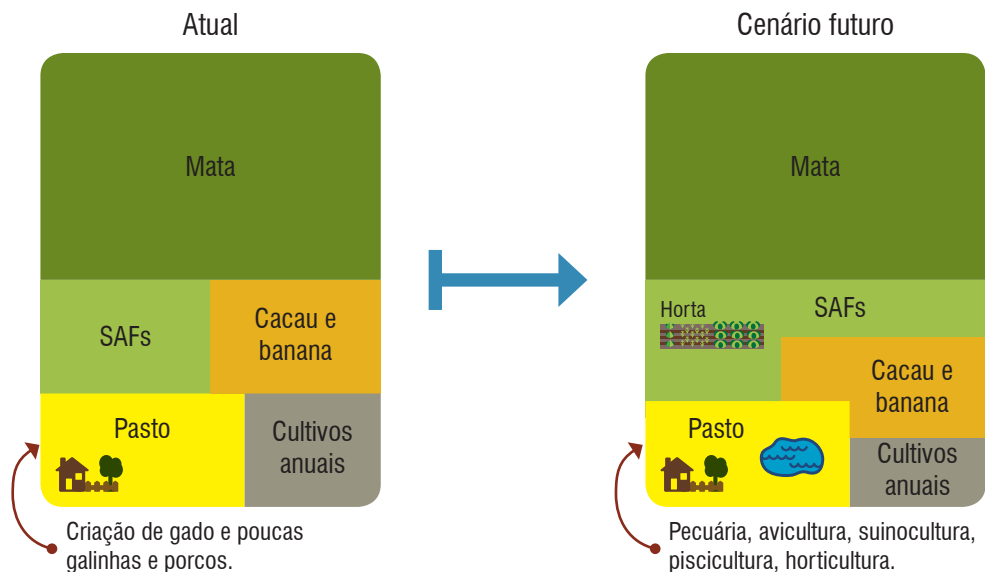 Atual
Mata
SAFs
Cacau e
banana
Pasto
Cultivos
anuais
Criação de gado e poucas
galinhas e porcos.
Cenário futuro
Mata
Horta
SAFs
Cacau e
banana
Pasto
Cultivos
anuais
Pecuária, avicultura, suinocultura,
piscicultura, horticultura.